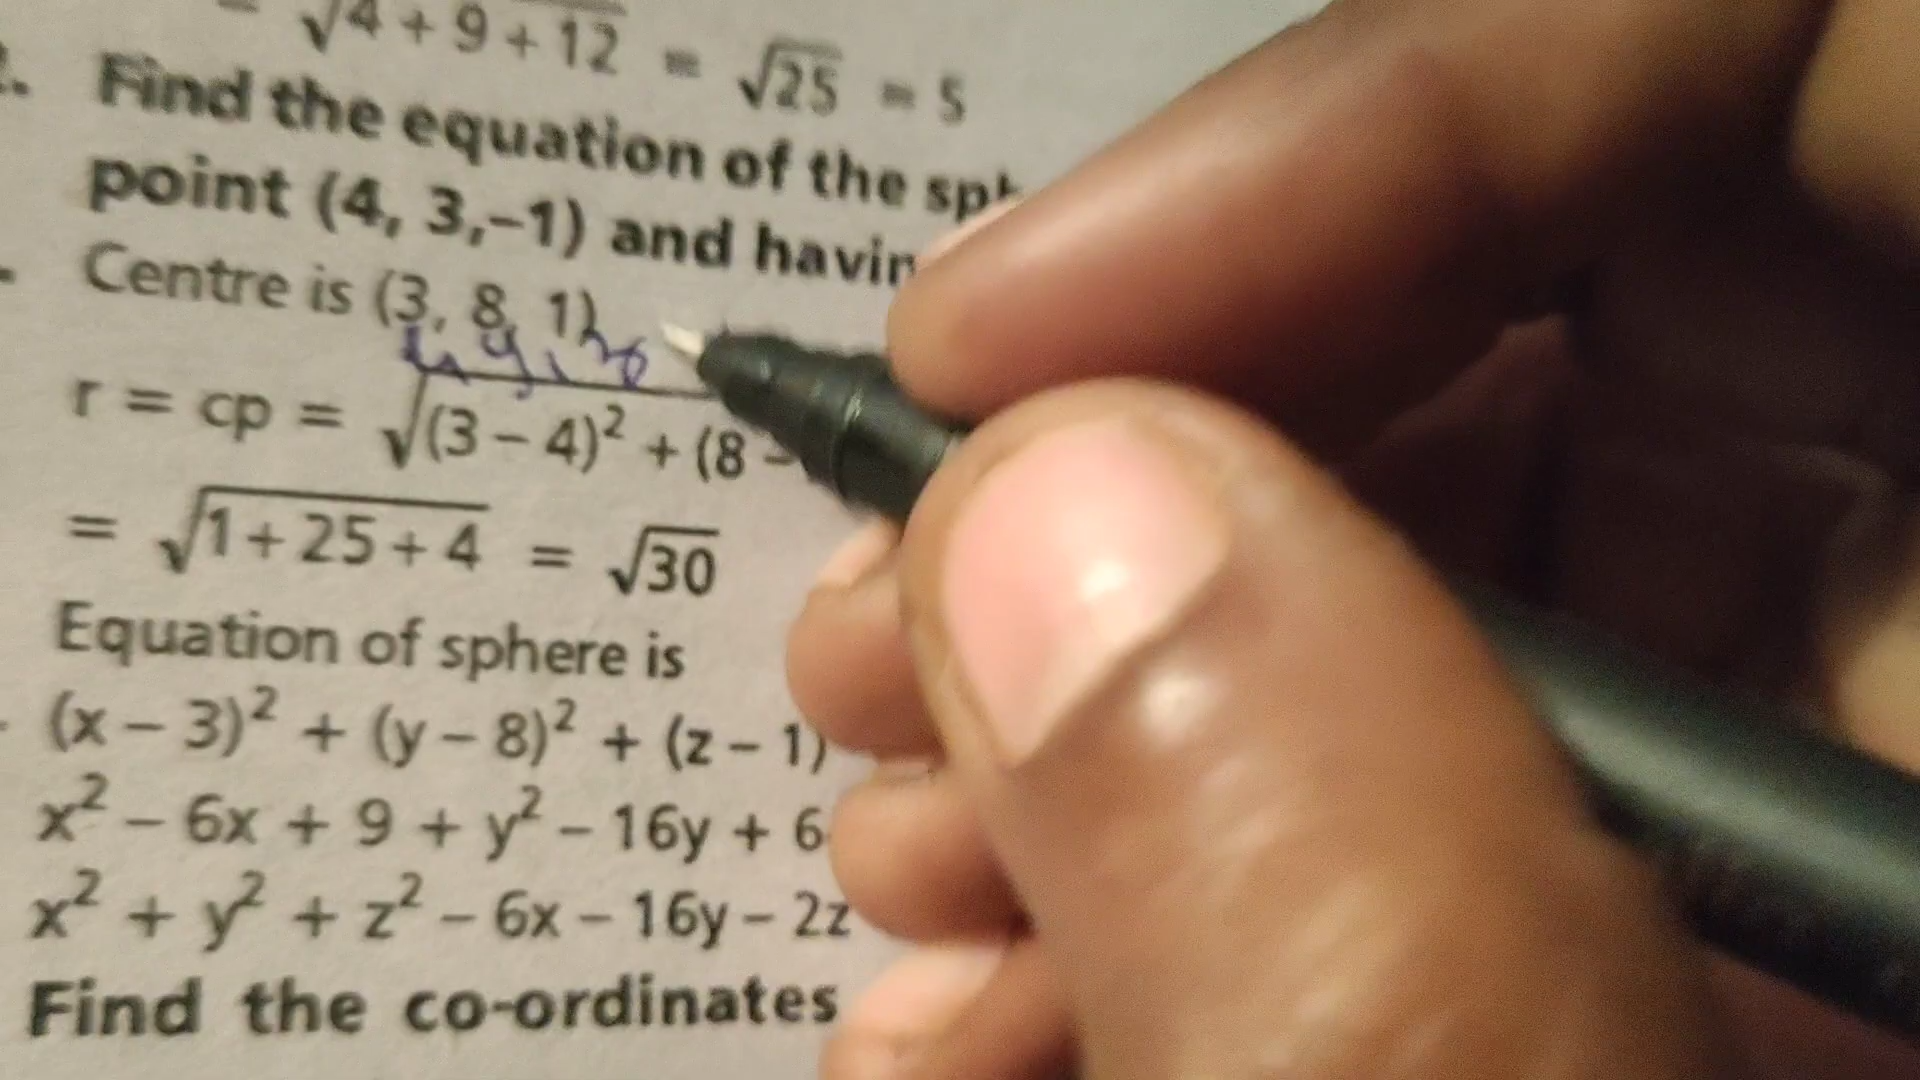 = √4 + 9 + 12 = √25 = 5
Find the equation of the sph
point (4, 3,–1) and havin
Centre is (3, 8, 1)
r = cp = √(3 – 4)² + (8 –
= √1 + 25 + 4 = √30
Equation of sphere is
(x – 3)² + (y – 8)² + (z – 1)
x² – 6x + 9 + y² – 16y + 6
x² + y² + z² – 6x – 16y – 2z
Find the co-ordinates